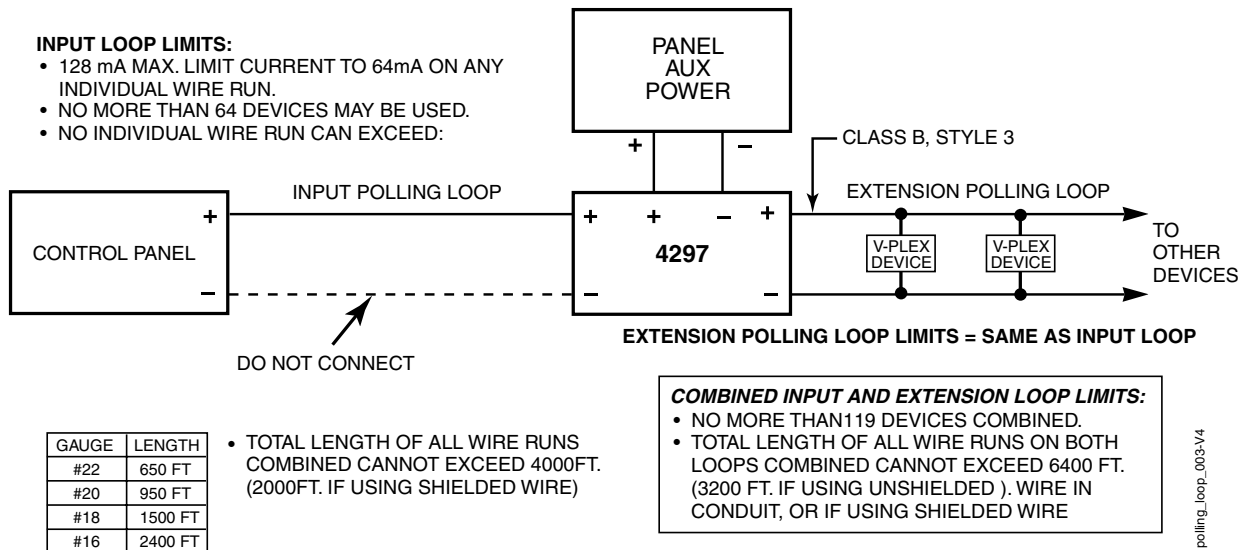 INPUT LOOP LIMITS:
• 128 mA MAX. LIMIT CURRENT TO 64mA ON ANY
INDIVIDUAL WIRE RUN.
• NO MORE THAN 64 DEVICES MAY BE USED.
• NO INDIVIDUAL WIRE RUN CAN EXCEED:
PANEL
AUX
POWER
+ –
CLASS B, STYLE 3
INPUT POLLING LOOP
EXTENSION POLLING LOOP
CONTROL PANEL
+
–
+ + – +
4297
– –
V-PLEX
DEVICE
V-PLEX
DEVICE
TO
OTHER
DEVICES
DO NOT CONNECT
EXTENSION POLLING LOOP LIMITS = SAME AS INPUT LOOP
GAUGE LENGTH
#22 650 FT
#20 950 FT
#18 1500 FT
#16 2400 FT
• TOTAL LENGTH OF ALL WIRE RUNS
COMBINED CANNOT EXCEED 4000FT.
(2000FT. IF USING SHIELDED WIRE)
COMBINED INPUT AND EXTENSION LOOP LIMITS:
• NO MORE THAN119 DEVICES COMBINED.
• TOTAL LENGTH OF ALL WIRE RUNS ON BOTH
LOOPS COMBINED CANNOT EXCEED 6400 FT.
(3200 FT. IF USING UNSHIELDED ). WIRE IN
CONDUIT, OR IF USING SHIELDED WIRE
polling_loop_003-V4